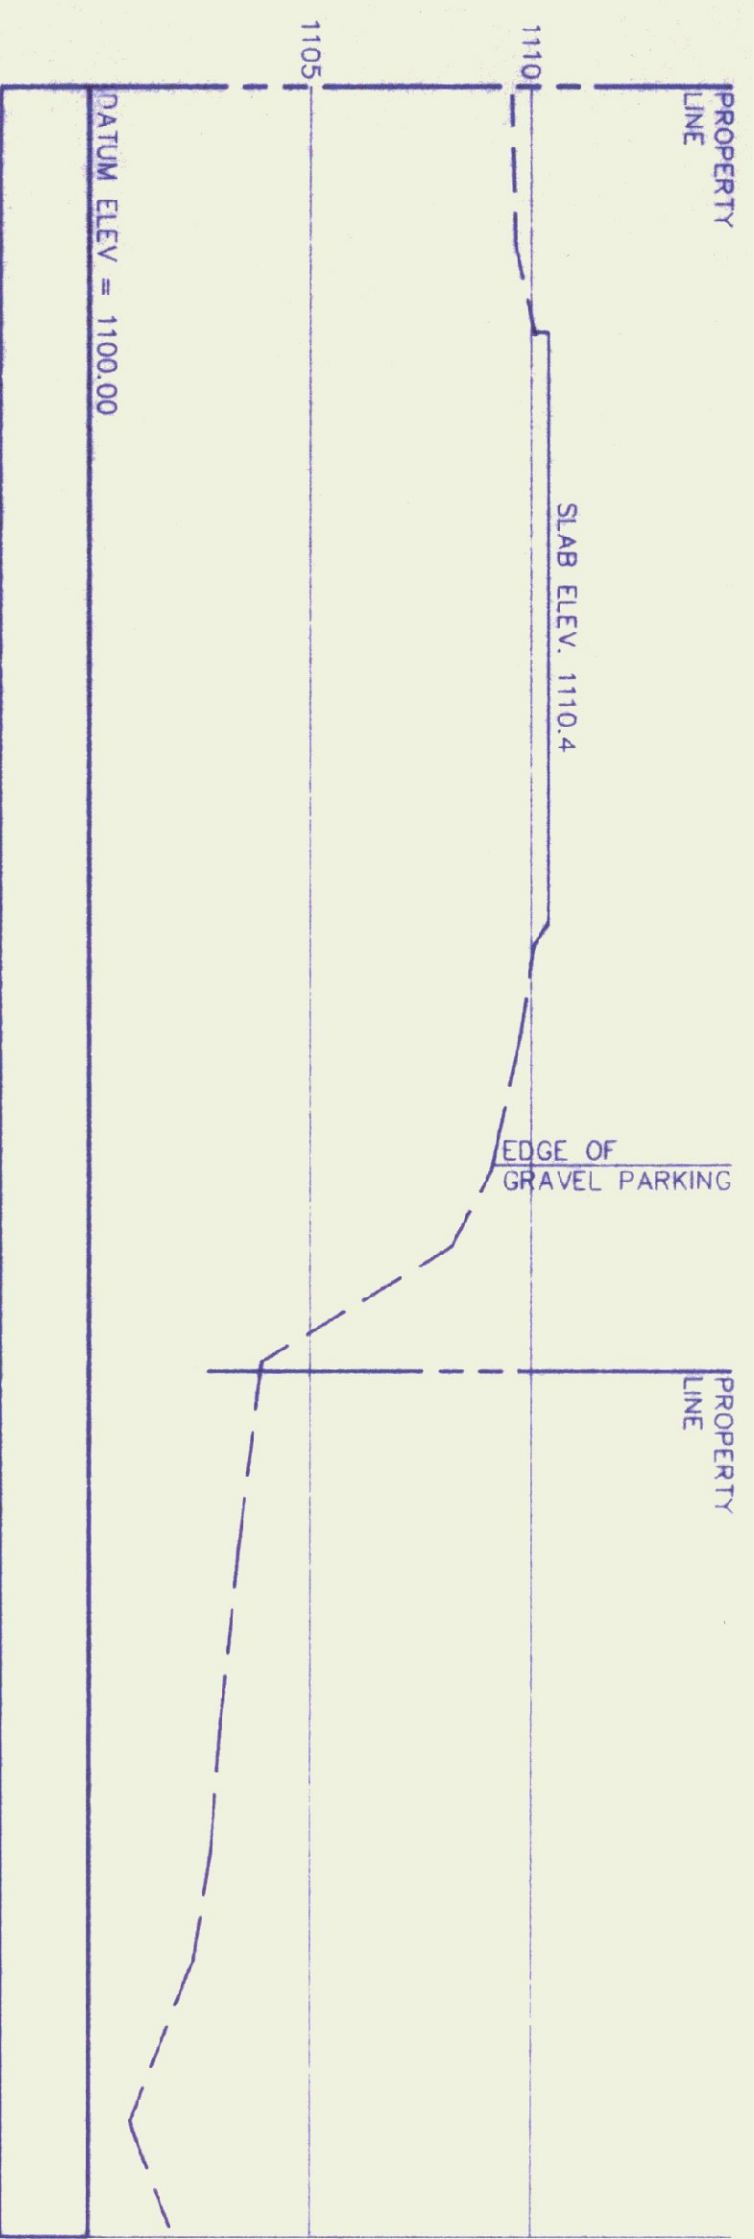 PROPERTY
LINE
1110
1105
SLAB ELEV. 1110.4
EDGE OF
GRAVEL PARKING
PROPERTY
LINE
DATUM ELEV = 1100.00